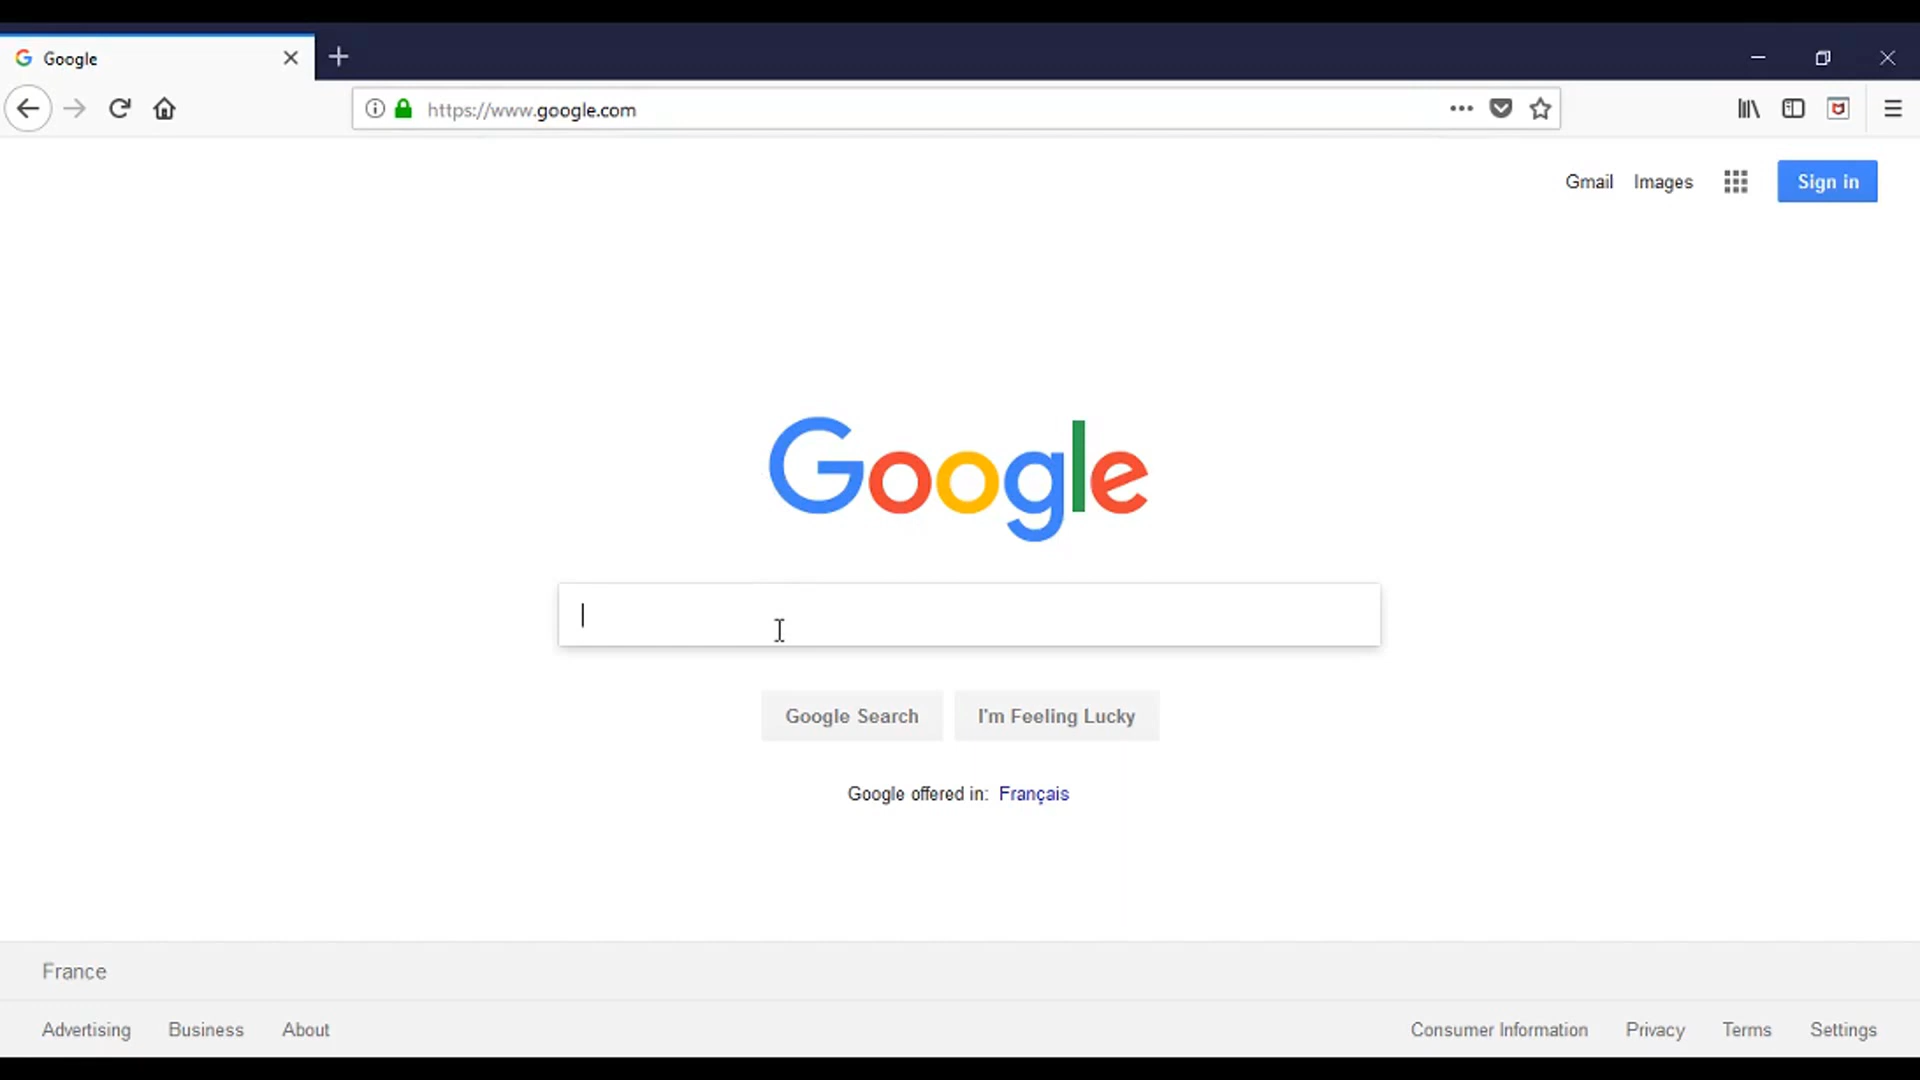 Google
https://www.google.com
Gmail Images Sign in
Google
Google Search I'm Feeling Lucky
Google offered in: Français
France
Advertising Business About Consumer Information Privacy Terms Settings